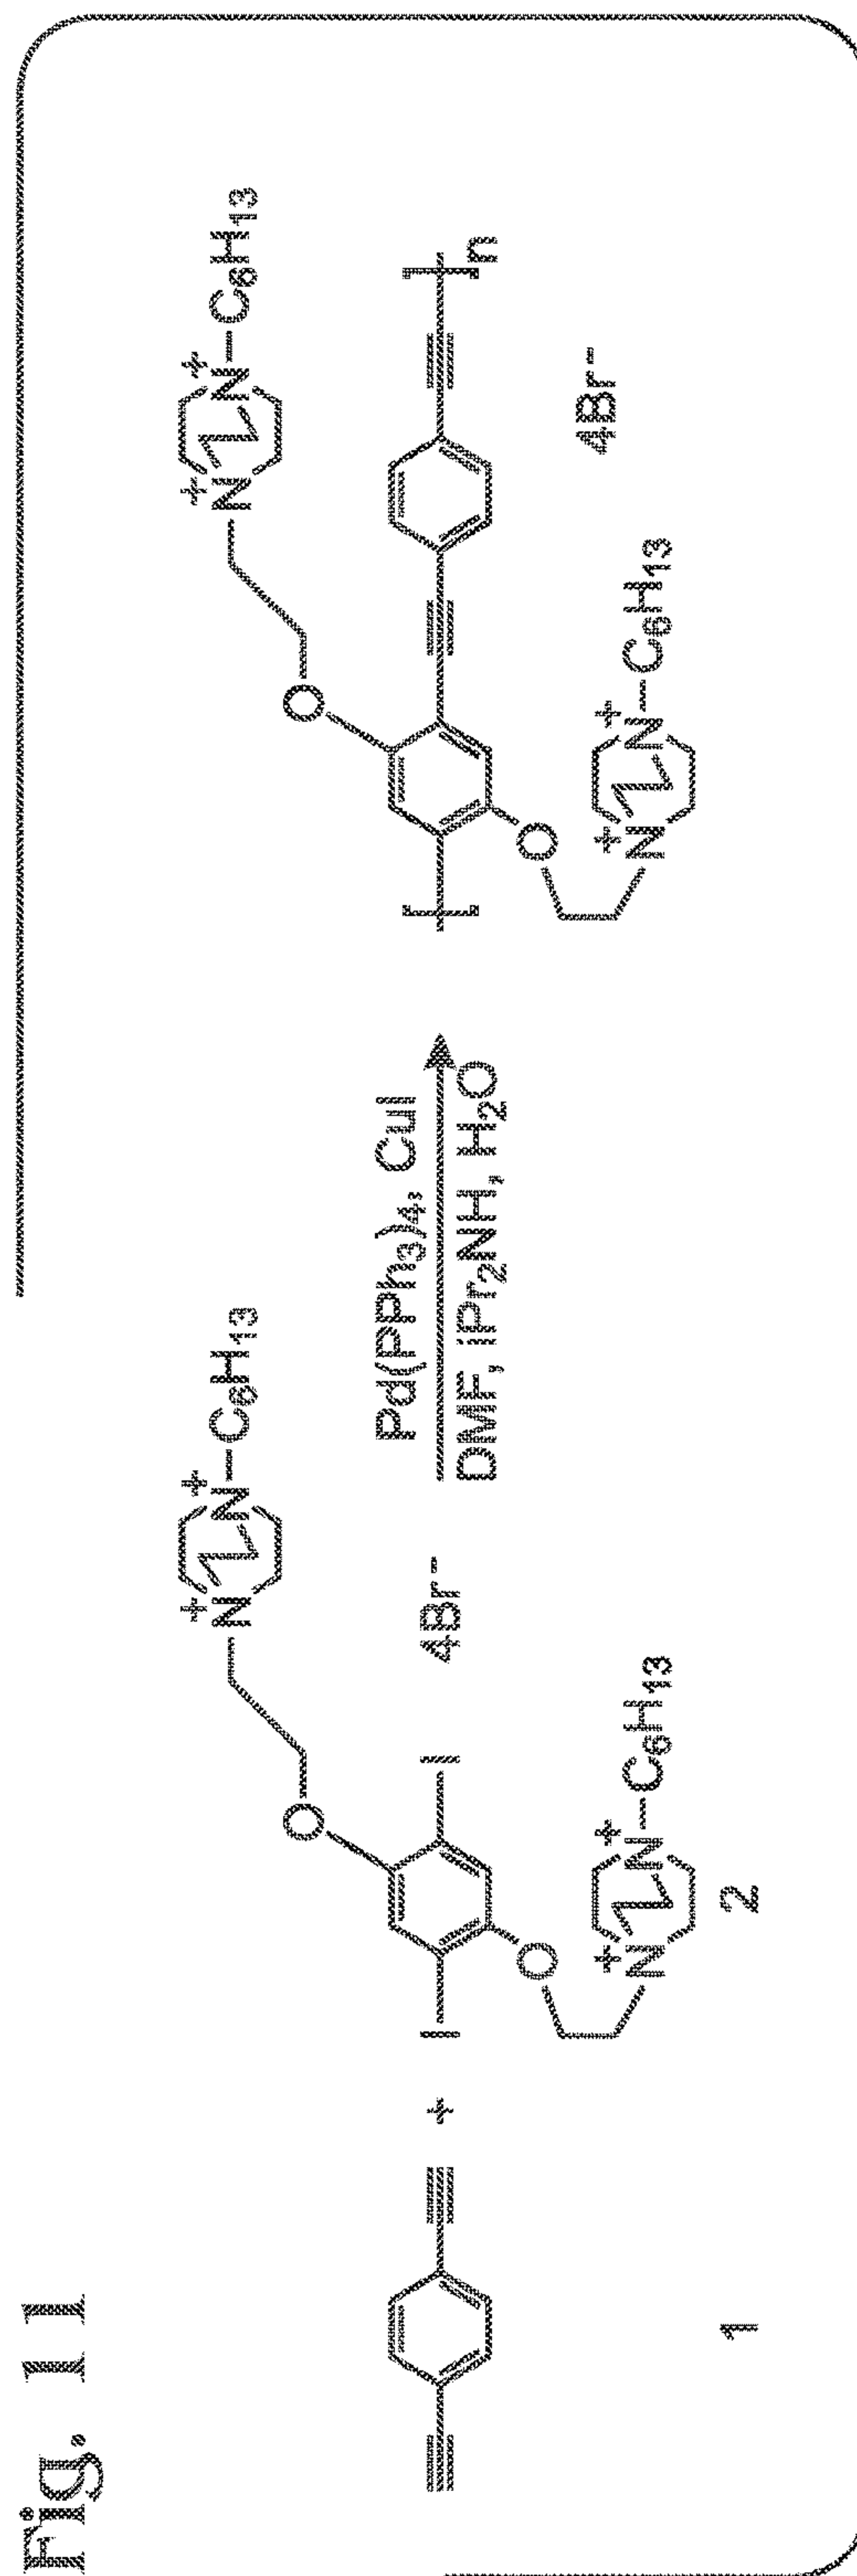 Fig. 11
1
+
I
I
O
O
N+
N+
C6H13
N+
N+
C6H13
4Br-
2
Pd(PPh3)4, CuI
DMF, iPr2NH, H2O
[
]n
O
O
N+
N+
C6H13
N+
N+
C6H13
4Br-